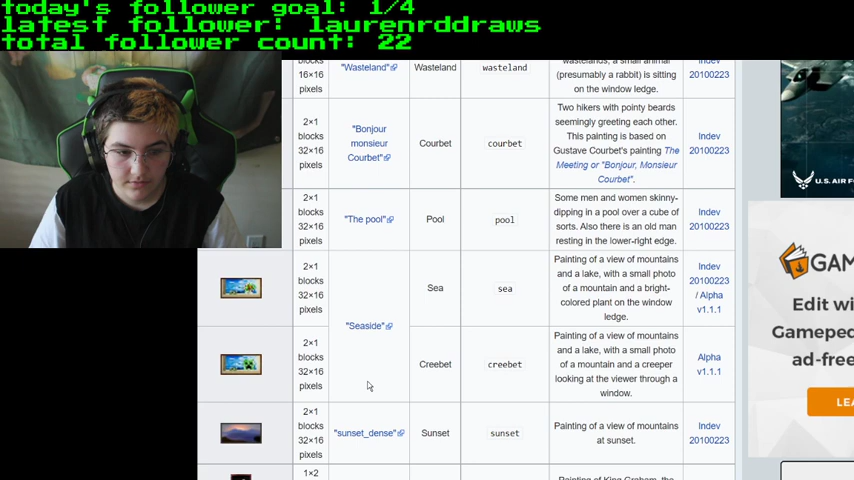 today's follower goal: 1/4
latest follower: laurenrddraws
total follower count: 22
blocks
16×16
pixels
"Wasteland"
Wasteland
wasteland
wastelands, a small animal
(presumably a rabbit) is sitting
on the window ledge.
Indev
20100223
2×1
blocks
32×16
pixels
"Bonjour
monsieur
Courbet"
Courbet
courbet
Two hikers with pointy beards
seemingly greeting each other.
This painting is based on
Gustave Courbet's painting The
Meeting or "Bonjour, Monsieur
Courbet".
Indev
20100223
2×1
blocks
32×16
pixels
"The pool"
Pool
pool
Some men and women skinny-
dipping in a pool over a cube of
sorts. Also there is an old man
resting in the lower-right edge.
Indev
20100223
2×1
blocks
32×16
pixels
"Seaside"
Sea
sea
Painting of a view of mountains
and a lake, with a small photo
of a mountain and a bright-
colored plant on the window
ledge.
Indev
20100223
/ Alpha
v1.1.1
2×1
blocks
32×16
pixels
Creebet
creebet
Painting of a view of mountains
and a lake, with a small photo
of a mountain and a creeper
looking at the viewer through a
window.
Alpha
v1.1.1
2×1
blocks
32×16
pixels
"sunset_dense"
Sunset
sunset
Painting of a view of mountains
at sunset.
Indev
20100223
1×2
Painting of King Graham, the
U.S. AIR F
GAM
Edit wi
Gameped
ad-free
LEA